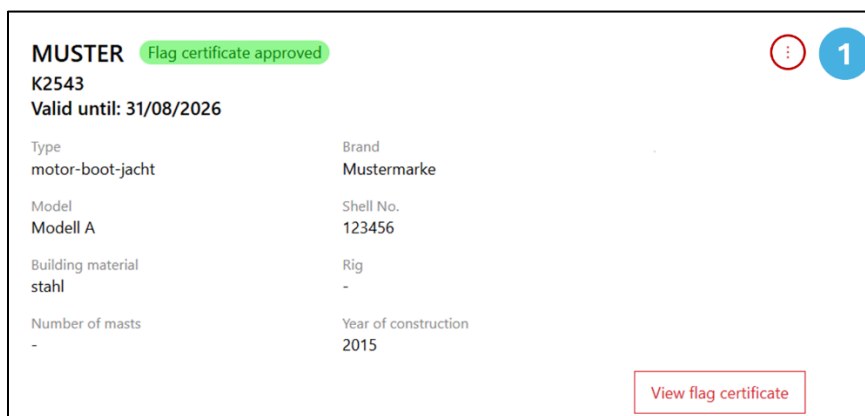 MUSTER Flag certificate approved
1
K2543
Valid until: 31/08/2026
Type Brand
motor-boot-jacht Mustermarke
Model Shell No.
Modell A 123456
Building material Rig
stahl -
Number of masts Year of construction
- 2015
View flag certificate